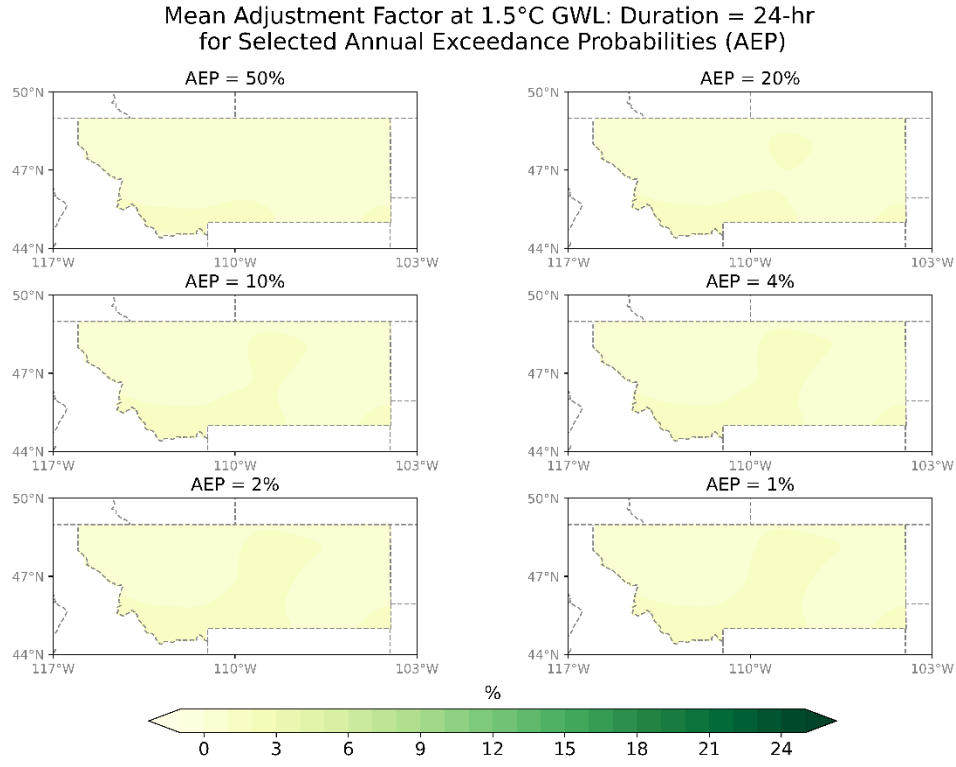 Mean Adjustment Factor at 1.5°C GWL: Duration = 24-hr
for Selected Annual Exceedance Probabilities (AEP)
AEP = 50%
50°N
47°N
44°N
117°W
110°W
103°W
AEP = 20%
50°N
47°N
44°N
117°W
110°W
103°W
AEP = 10%
50°N
47°N
44°N
117°W
110°W
103°W
AEP = 4%
50°N
47°N
44°N
117°W
110°W
103°W
AEP = 2%
50°N
47°N
44°N
117°W
110°W
103°W
AEP = 1%
50°N
47°N
44°N
117°W
110°W
103°W
%
0 3 6 9 12 15 18 21 24